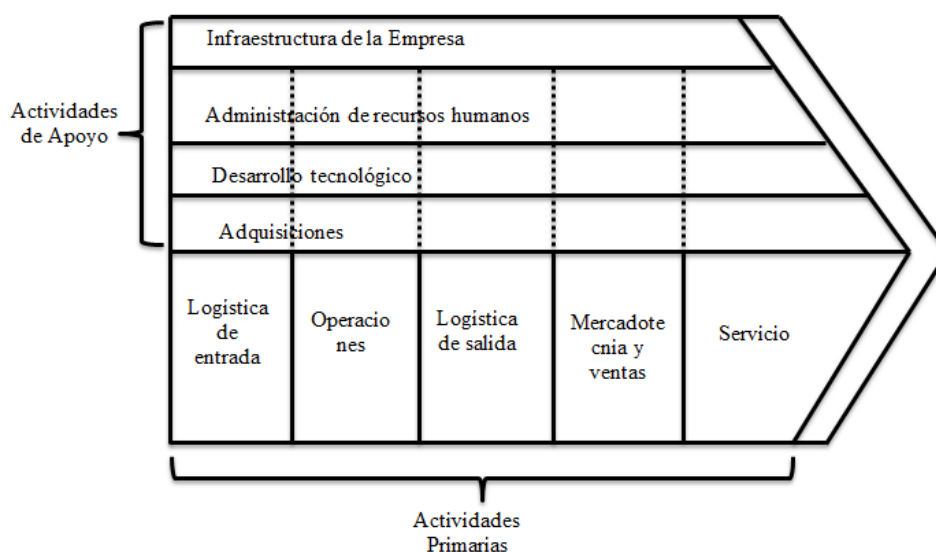 Infraestructura de la Empresa
Actividades
de Apoyo
Administración de recursos humanos
Desarrollo tecnológico
Adquisiciones
Logística
de
entrada
Operacio
nes
Logística
de salida
Mercadote
cnia y
ventas
Servicio
Actividades
Primarias